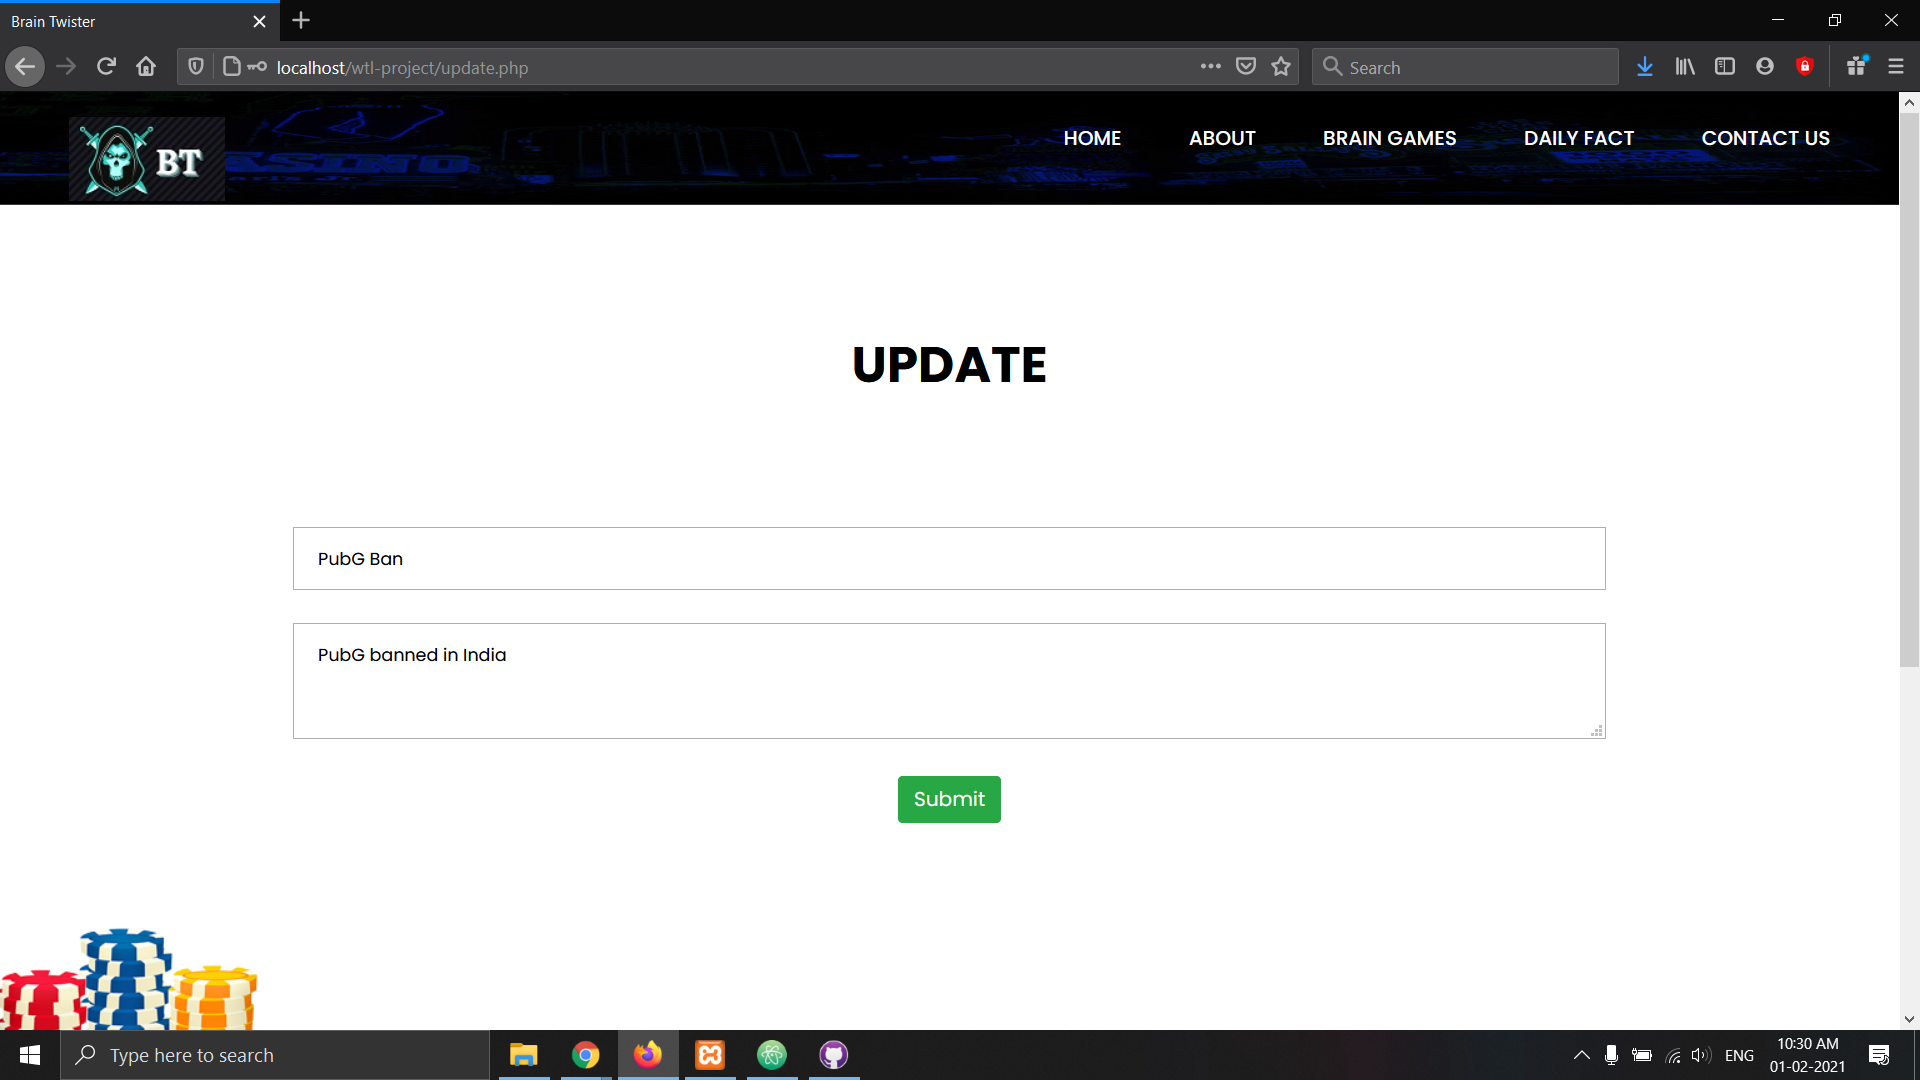 Brain Twister
localhost/wtl-project/update.php
Search
BT
HOME
ABOUT
BRAIN GAMES
DAILY FACT
CONTACT US
UPDATE
PubG Ban
PubG banned in India
Submit
Type here to search
ENG
10:30 AM
01-02-2021